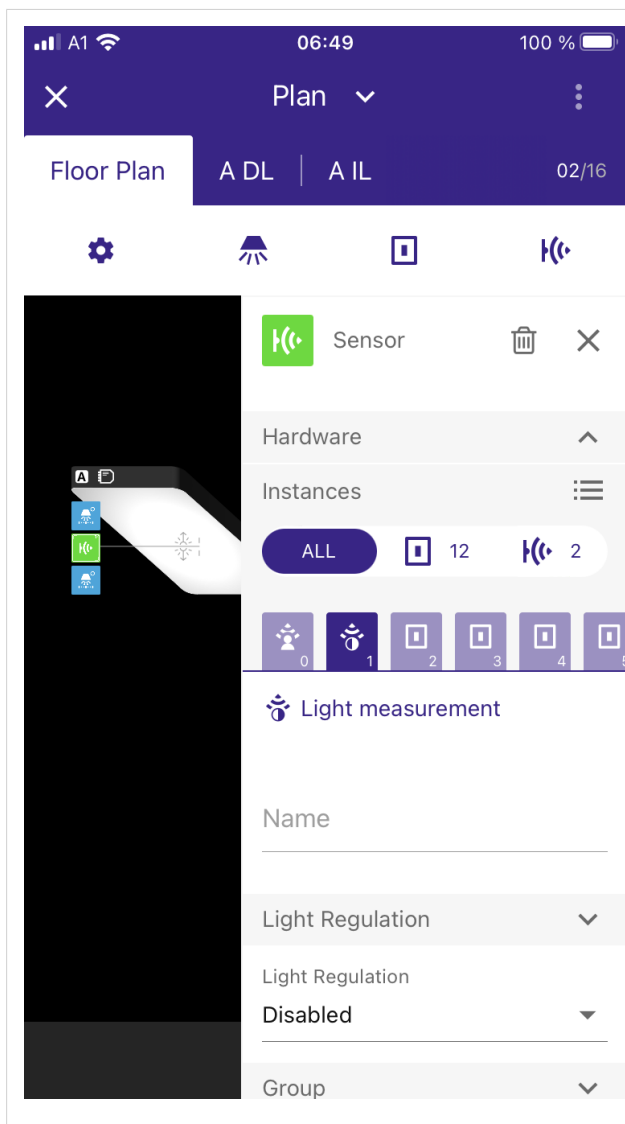 A1 06:49 100 %
Plan
Floor Plan A DL A IL 02/16
Sensor
Hardware
A
Instances
ALL 12 2
0 1 2 3 4 5
Light measurement
Name
Light Regulation
Light Regulation
Disabled
Group